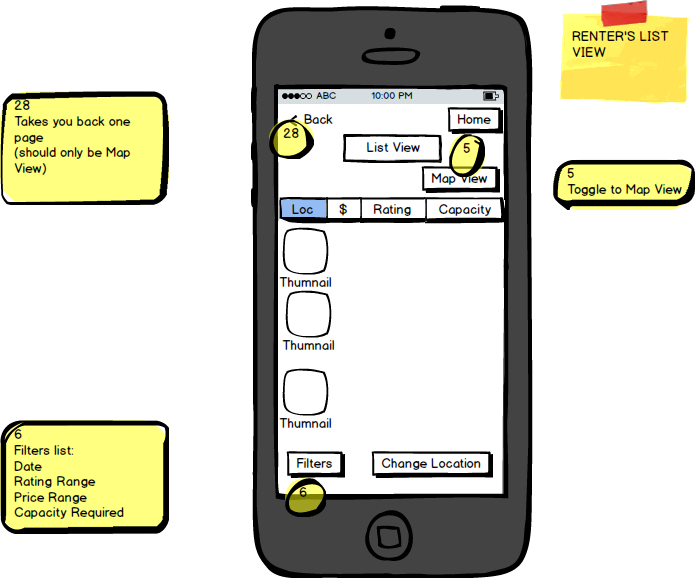 RENTER'S LIST
VIEW
28
Takes you back one
page
(should only be Map
View)
ABC 10:00 PM
Back
Home
28
List View
5
Map View
5
Toggle to Map View
Loc $ Rating Capacity
Thumnail
Thumnail
Thumnail
6
Filters list:
Date
Rating Range
Price Range
Capacity Required
Filters Change Location
6